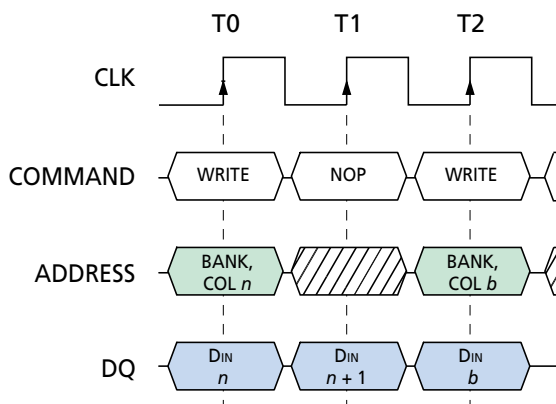 T0 T1 T2
CLK
COMMAND WRITE NOP WRITE
ADDRESS BANK, COL n BANK, COL b
DQ DIN n DIN n + 1 DIN b